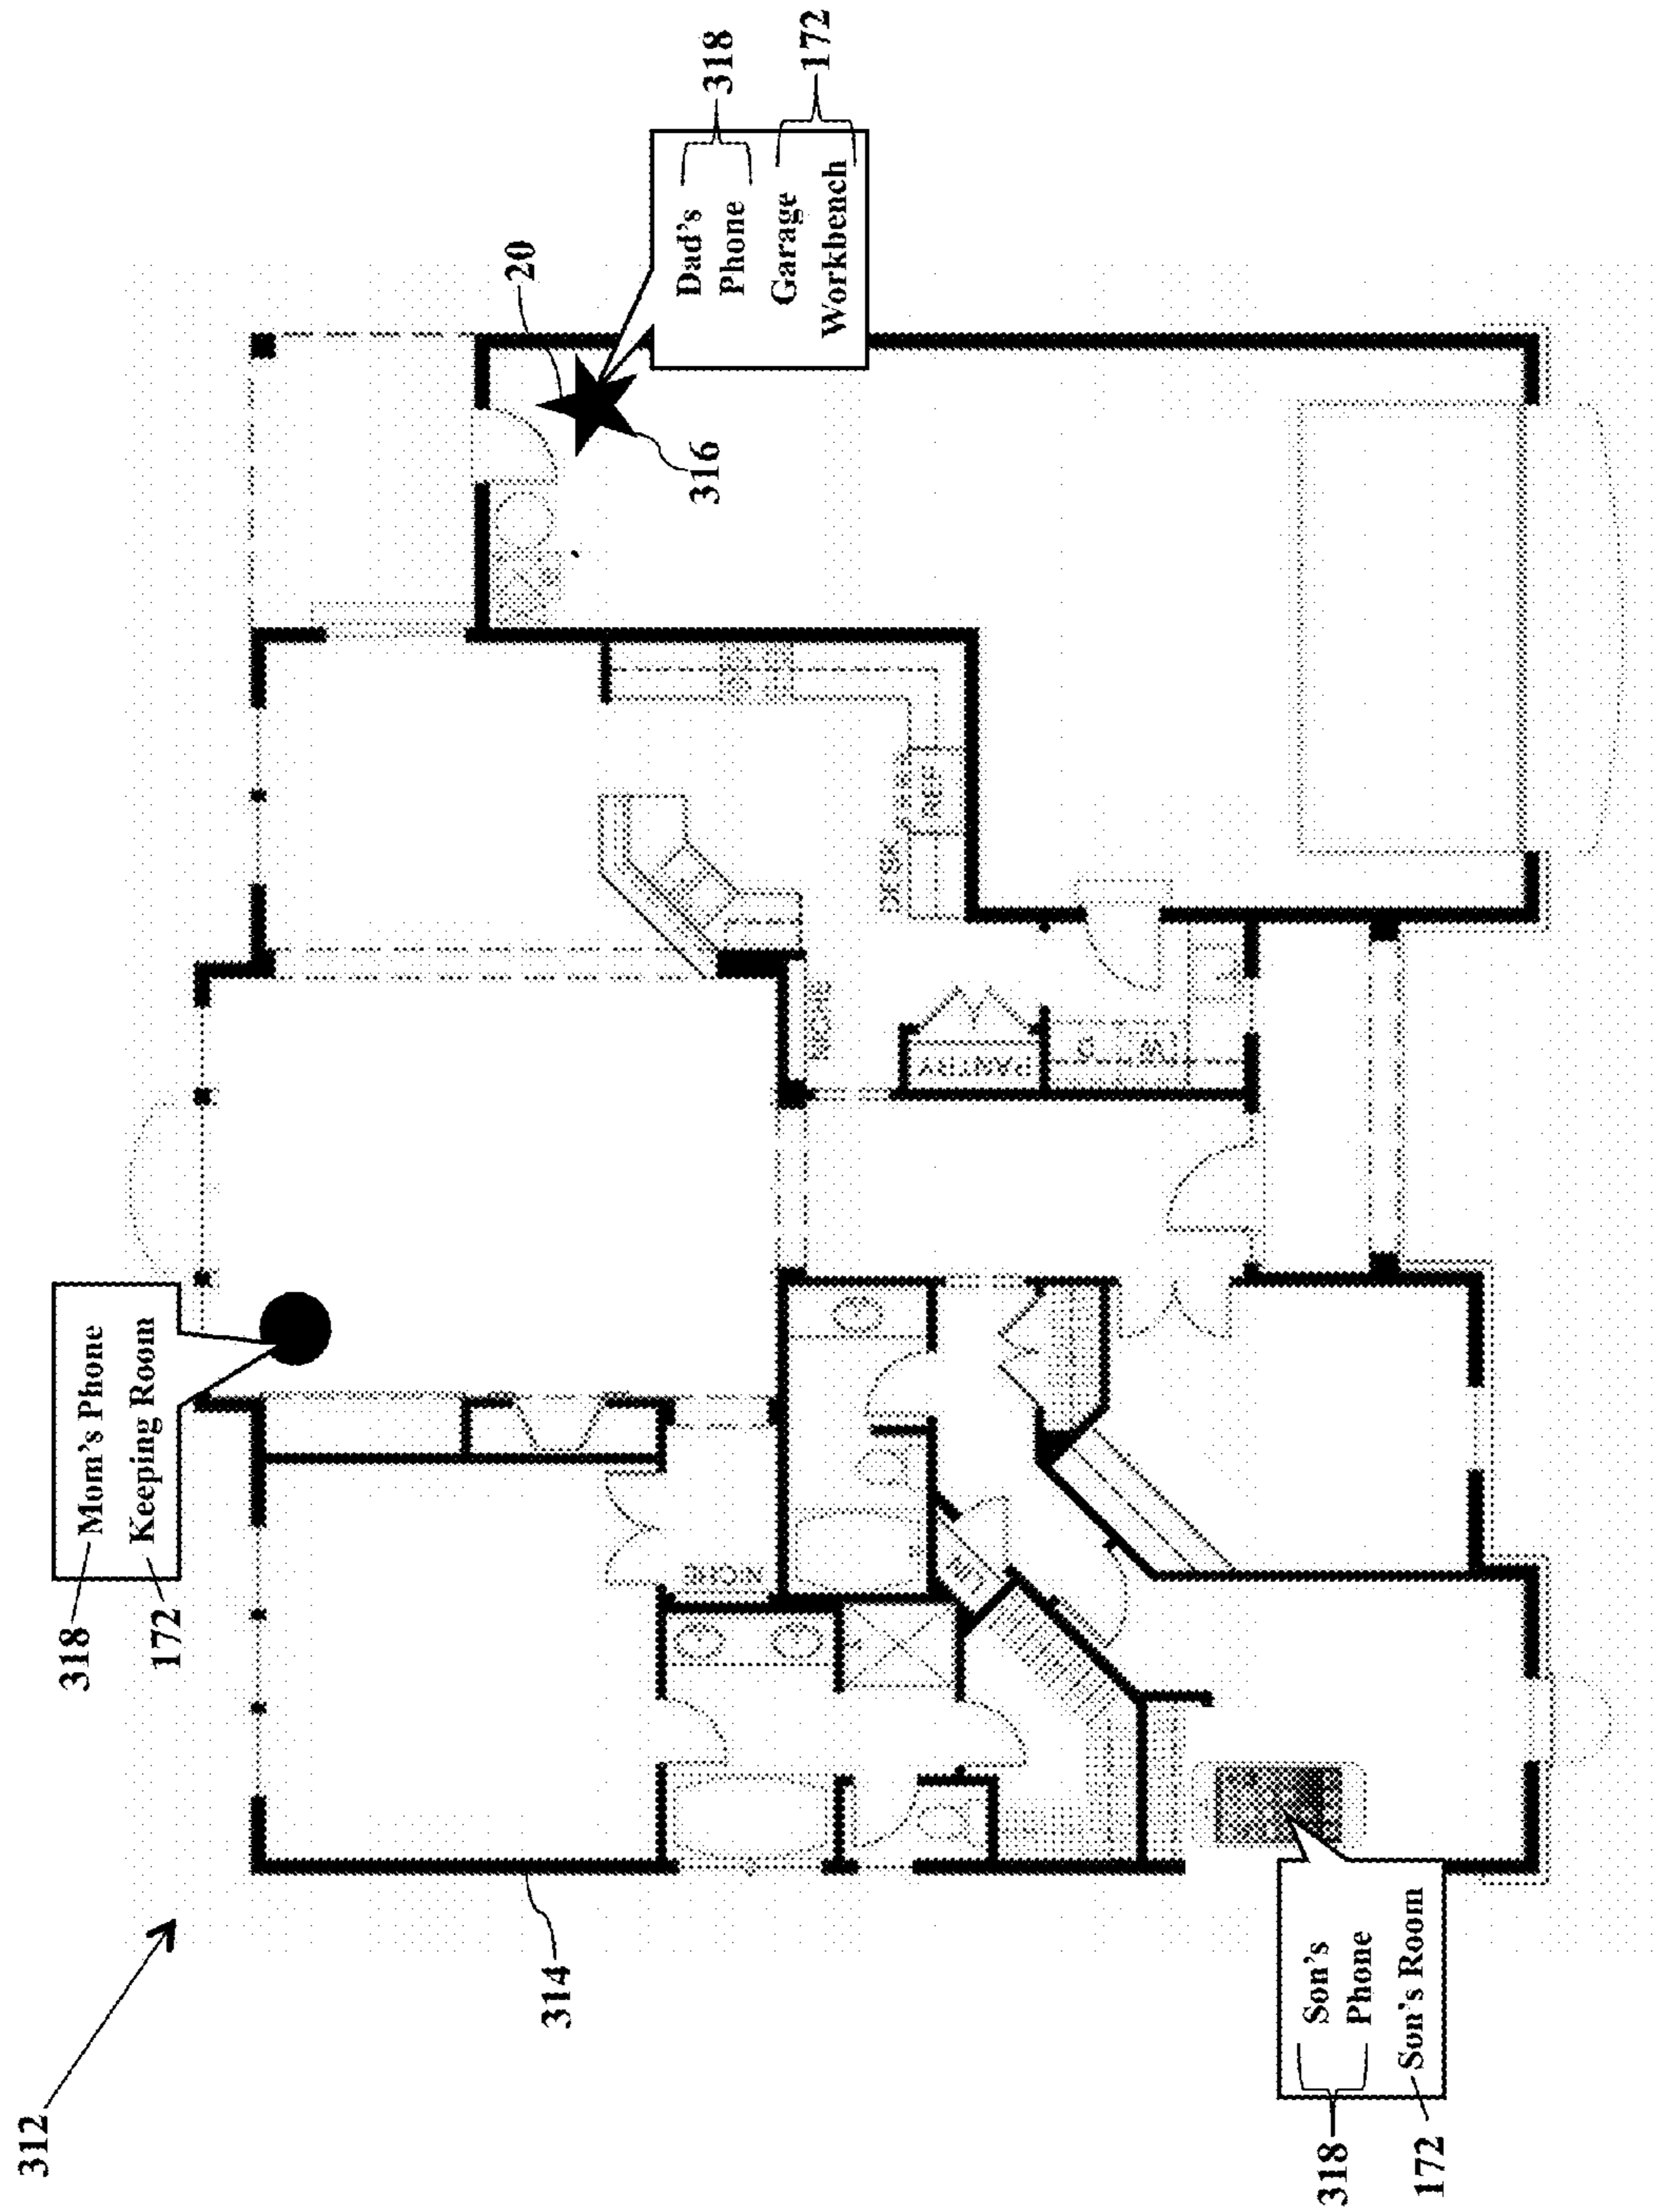 312
318 Mom's Phone
172 Keeping Room
20
314
Dad's
Phone
318
Garage
Workbench
172
316
NICHE
NICHE
DESK
REF
LIN
PANTRY
D
W
318
Son's
Phone
172 Son's Room